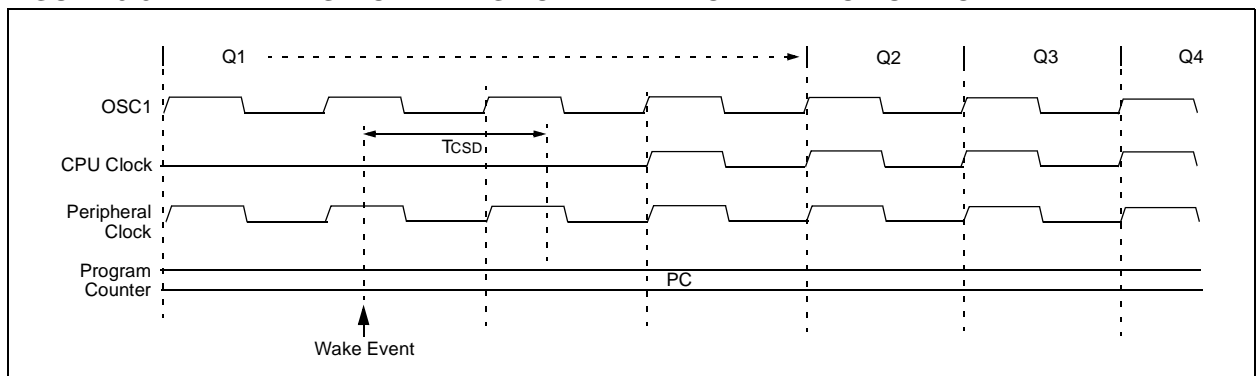 Q1 Q2 Q3 Q4
OSC1
TCSD
CPU Clock
Peripheral
Clock
Program
Counter
PC
Wake Event